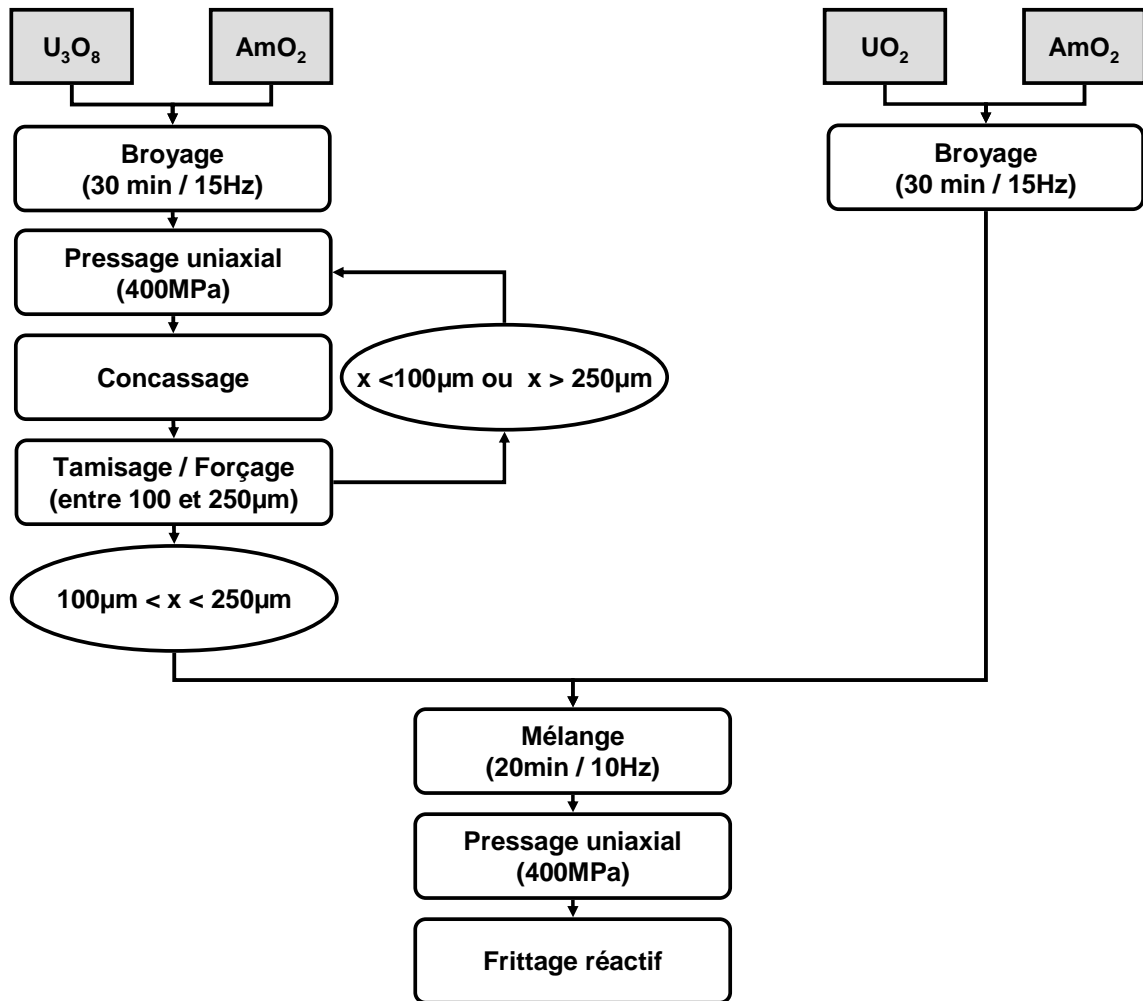 U₃O₈
AmO₂
UO₂
AmO₂
Broyage
(30 min / 15Hz)
Broyage
(30 min / 15Hz)
Pressage uniaxial
(400MPa)
Concassage
x <100µm ou x > 250µm
Tamisage / Forçage
(entre 100 et 250µm)
100µm < x < 250µm
Mélange
(20min / 10Hz)
Pressage uniaxial
(400MPa)
Frittage réactif